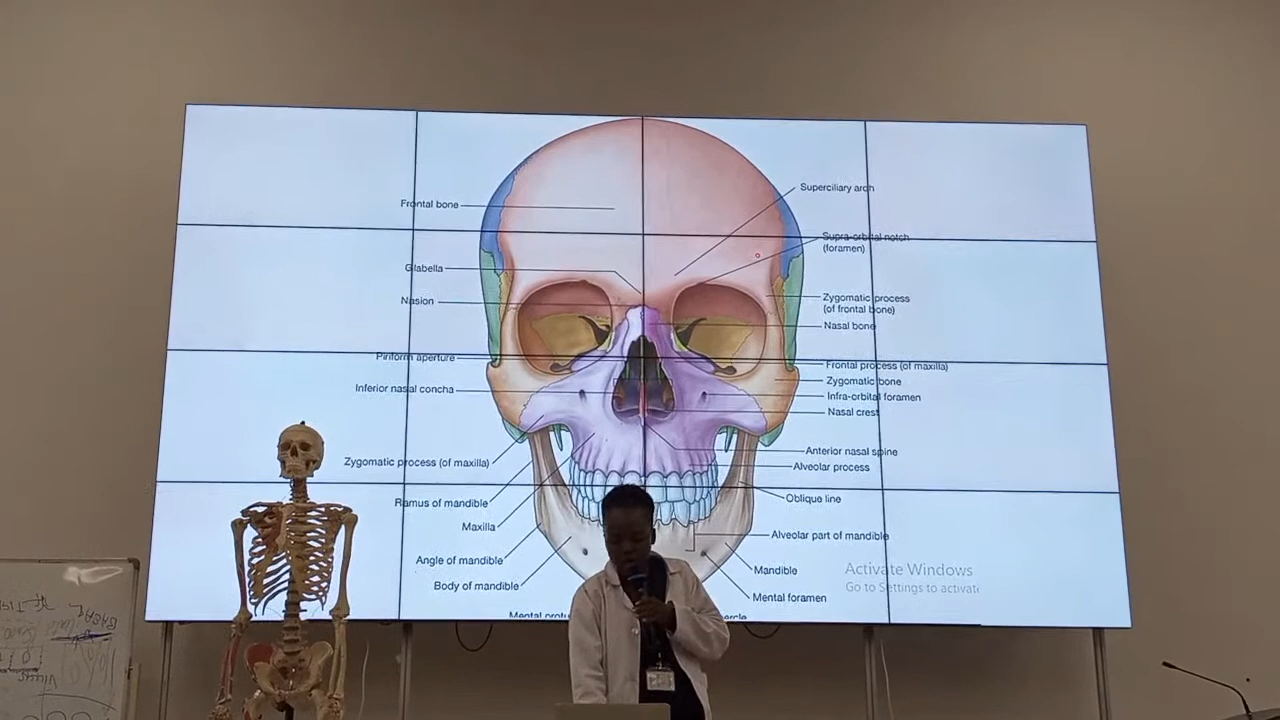 Superciliary arch
Frontal bone
Supra-orbital notch
(foramen)
Glabella
Nasion
Zygomatic process
(of frontal bone)
Nasal bone
Piriform aperture
Frontal process (of maxilla)
Zygomatic bone
Inferior nasal concha
Infra-orbital foramen
Nasal crest
Anterior nasal spine
Zygomatic process (of maxilla)
Alveolar process
Ramus of mandible
Oblique line
Maxilla
Alveolar part of mandible
Angle of mandible
Mandible
Body of mandible
Mental foramen
Activate Windows
Go to Settings to activate
Mental